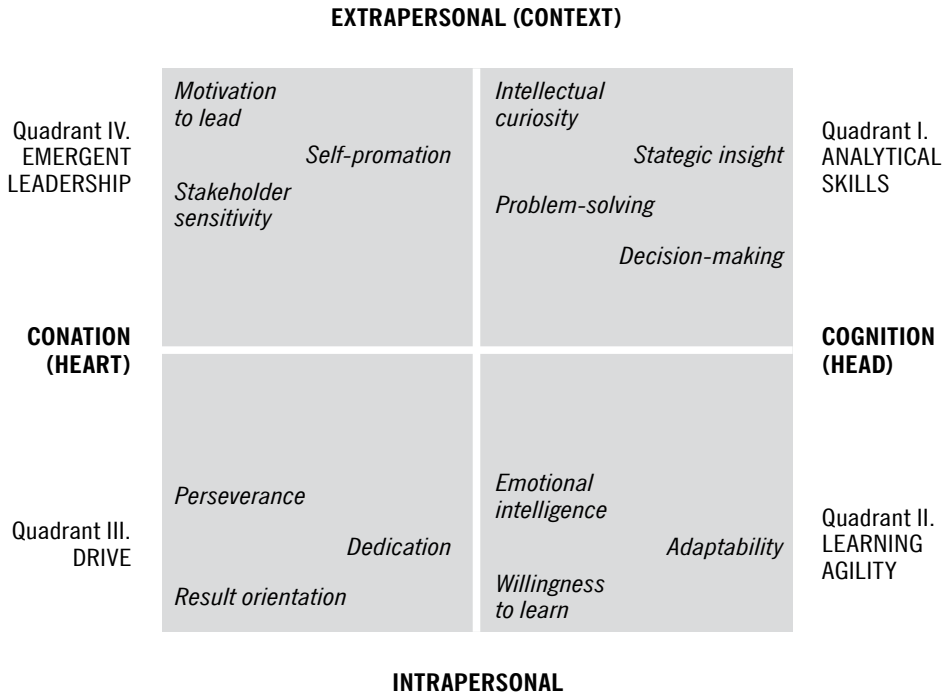 EXTRAPERSONAL (CONTEXT)
Quadrant IV.
EMERGENT
LEADERSHIP
Motivation
to lead
Self-promation
Stakeholder
sensitivity
Intellectual
curiosity
Stategic insight
Problem-solving
Decision-making
Quadrant I.
ANALYTICAL
SKILLS
CONATION
(HEART)
COGNITION
(HEAD)
Quadrant III.
DRIVE
Perseverance
Dedication
Result orientation
Emotional
intelligence
Adaptability
Willingness
to learn
Quadrant II.
LEARNING
AGILITY
INTRAPERSONAL